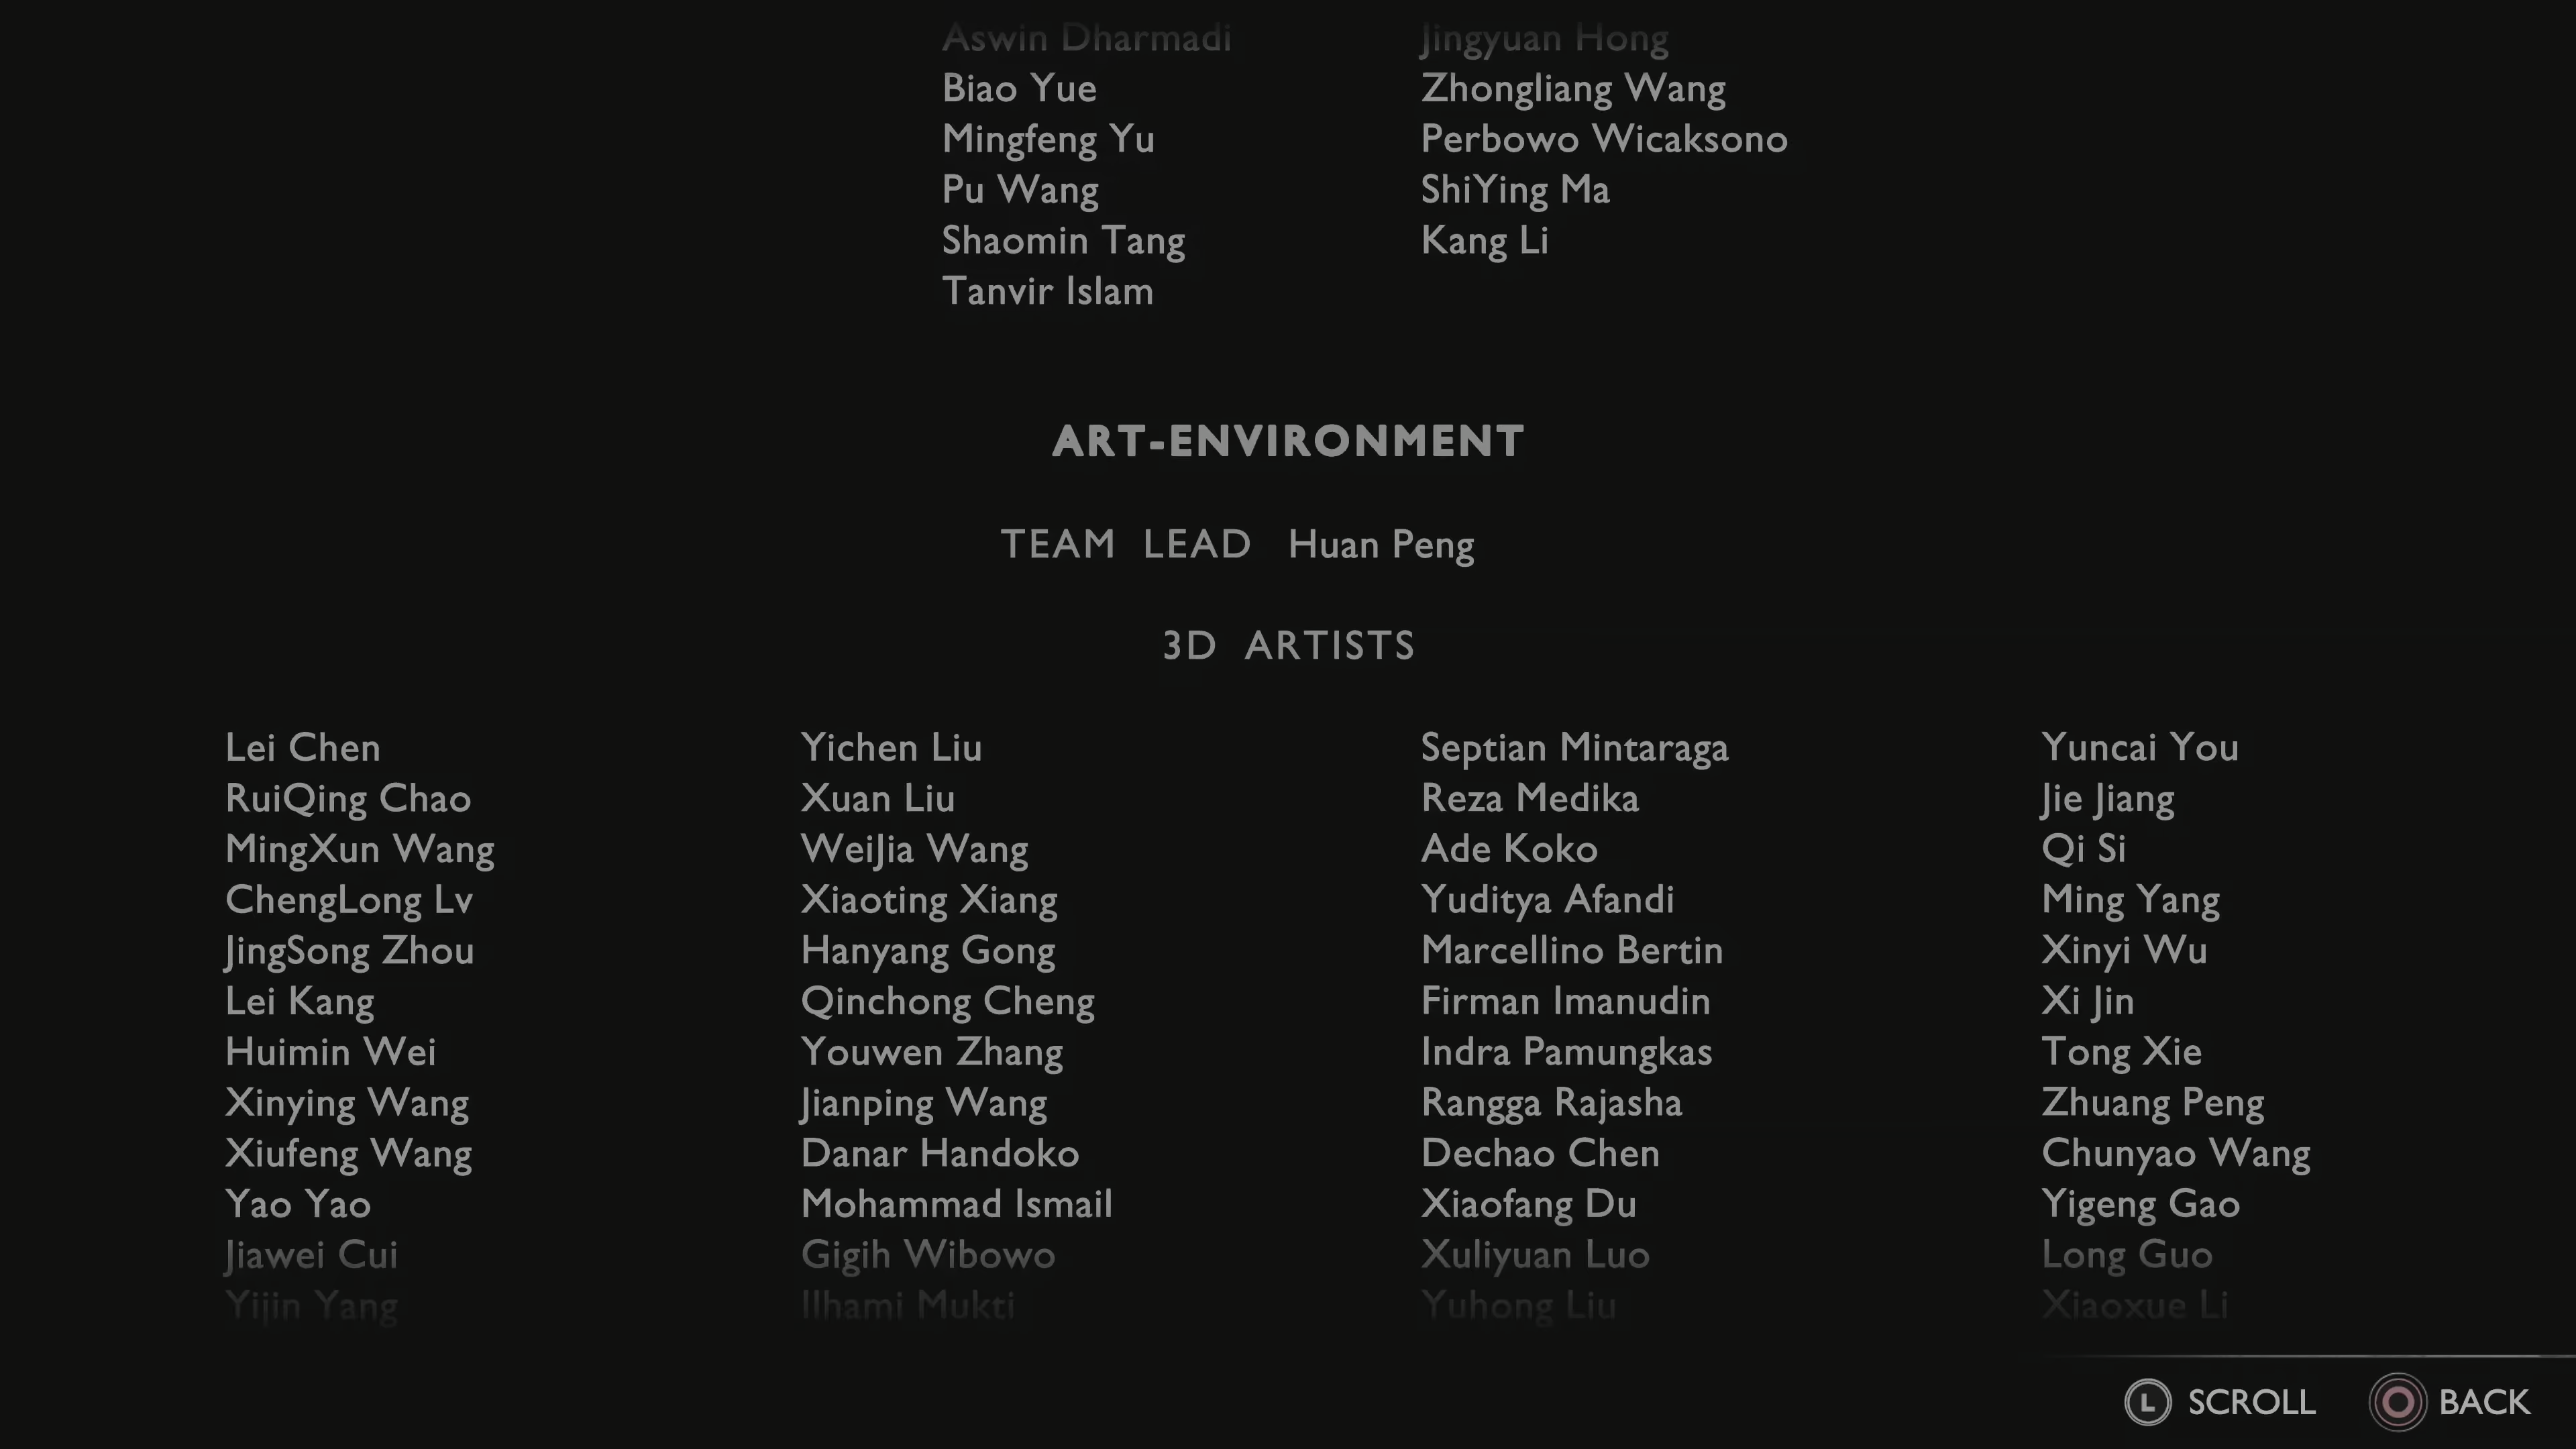 Aswin Dharmadi Jingyuan Hong
Biao Yue Zhongliang Wang
Mingfeng Yu Perbowo Wicaksono
Pu Wang ShiYing Ma
Shaomin Tang Kang Li
Tanvir Islam
ART-ENVIRONMENT
TEAM LEAD Huan Peng
3D ARTISTS
Lei Chen Yichen Liu Septian Mintaraga Yuncai You
RuiQing Chao Xuan Liu Reza Medika Jie Jiang
MingXun Wang WeiJia Wang Ade Koko Qi Si
ChengLong Lv Xiaoting Xiang Yuditya Afandi Ming Yang
JingSong Zhou Hanyang Gong Marcellino Bertin Xinyi Wu
Lei Kang Qinchong Cheng Firman Imanudin Xi Jin
Huimin Wei Youwen Zhang Indra Pamungkas Tong Xie
Xinying Wang Jianping Wang Rangga Rajasha Zhuang Peng
Xiufeng Wang Danar Handoko Dechao Chen Chunyao Wang
Yao Yao Mohammad Ismail Xiaofang Du Yigeng Gao
Jiawei Cui Gigih Wibowo Xuliyuan Luo Long Guo
Yijin Yang Ilhami Mukti Yuhong Liu Xiaoxue Li
L SCROLL BACK